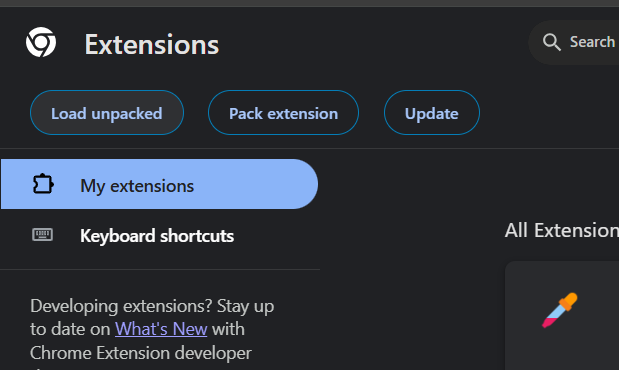 Extensions
Search
Load unpacked
Pack extension
Update
My extensions
Keyboard shortcuts
All Extension
Developing extensions? Stay up
to date on What's New with
Chrome Extension developer